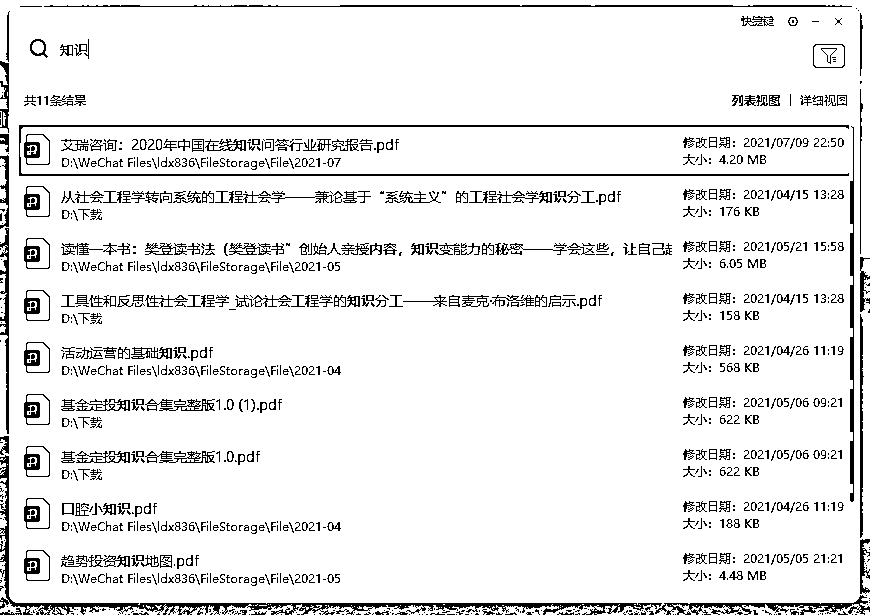 快捷键
知识
共11条结果
列表视图 | 详细视图
艾瑞咨询：2020年中国在线知识问答行业研究报告.pdf
D:\WeChat Files\ldx836\FileStorage\File\2021-07
修改日期：2021/07/09 22:50
大小：4.20 MB
从社会工程学转向系统的工程社会学——兼论基于“系统主义”的工程社会学知识分工.pdf
D:\下载
修改日期：2021/04/15 13:28
大小：176 KB
读懂一本书：樊登读书法（樊登读书”创始人亲授内容，知识变能力的秘密——学会这些，让自己起
D:\WeChat Files\ldx836\FileStorage\File\2021-05
修改日期：2021/05/21 15:58
大小：6.05 MB
工具性和反思性社会工程学_试论社会工程学的知识分工——来自麦克·布洛维的启示.pdf
D:\下载
修改日期：2021/04/15 13:28
大小：158 KB
活动运营的基础知识.pdf
D:\WeChat Files\ldx836\FileStorage\File\2021-04
修改日期：2021/04/26 11:19
大小：568 KB
基金定投知识合集完整版1.0 (1).pdf
D:\下载
修改日期：2021/05/06 09:21
大小：622 KB
基金定投知识合集完整版1.0.pdf
D:\下载
修改日期：2021/05/06 09:21
大小：622 KB
口腔小知识.pdf
D:\WeChat Files\ldx836\FileStorage\File\2021-04
修改日期：2021/04/26 11:19
大小：188 KB
趋势投资知识地图.pdf
D:\WeChat Files\ldx836\FileStorage\File\2021-05
修改日期：2021/05/05 21:21
大小：4.48 MB